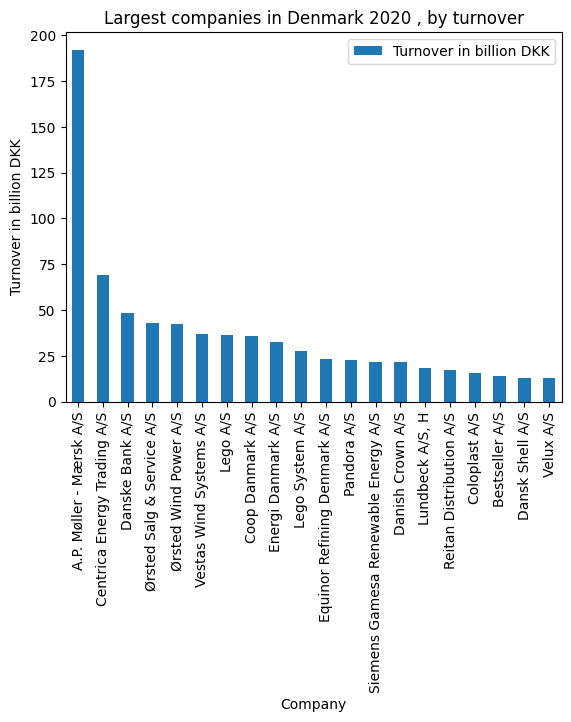 Largest companies in Denmark 2020 , by turnover
Turnover in billion DKK
Turnover in billion DKK
200
175
150
125
100
75
50
25
0
A.P. Møller - Mærsk A/S
Centrica Energy Trading A/S
Danske Bank A/S
Ørsted Salg & Service A/S
Ørsted Wind Power A/S
Vestas Wind Systems A/S
Lego A/S
Coop Danmark A/S
Energi Danmark A/S
Lego System A/S
Equinor Refining Denmark A/S
Pandora A/S
Siemens Gamesa Renewable Energy A/S
Danish Crown A/S
Lundbeck A/S, H
Reitan Distribution A/S
Coloplast A/S
Bestseller A/S
Dansk Shell A/S
Velux A/S
Company